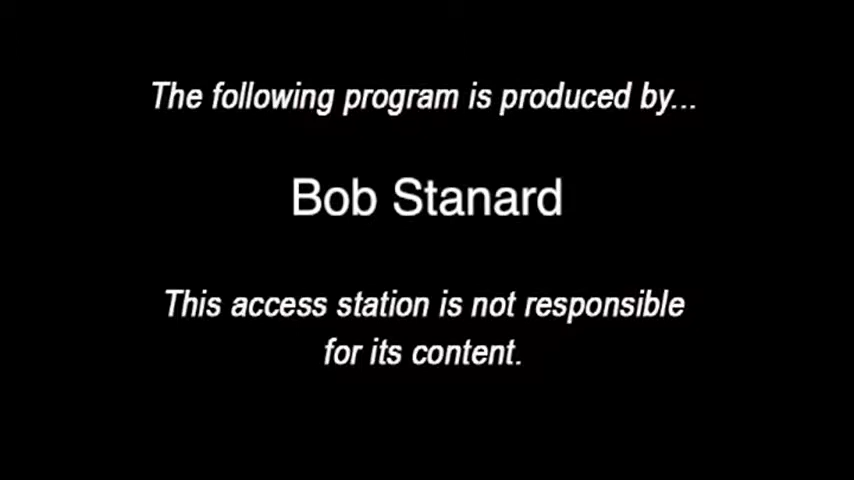 The following program is produced by...
Bob Stanard
This access station is not responsible
for its content.